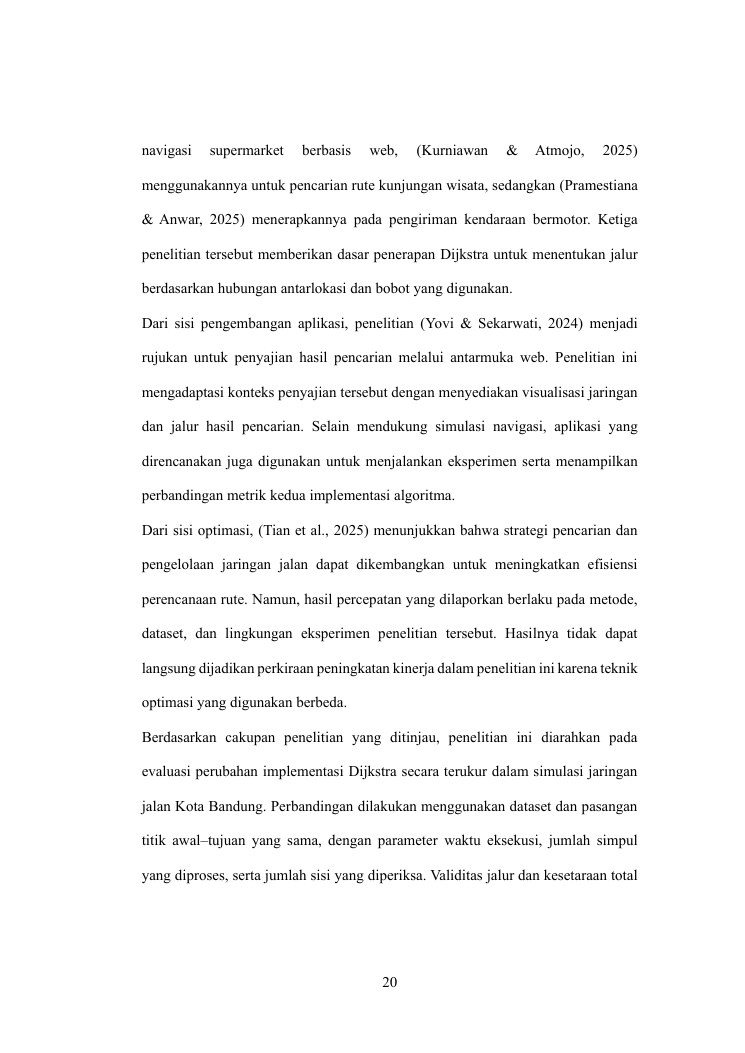 navigasi supermarket berbasis web, (Kurniawan & Atmojo, 2025)
menggunakannya untuk pencarian rute kunjungan wisata, sedangkan (Pramestiana
& Anwar, 2025) menerapkannya pada pengiriman kendaraan bermotor. Ketiga
penelitian tersebut memberikan dasar penerapan Dijkstra untuk menentukan jalur
berdasarkan hubungan antarlokasi dan bobot yang digunakan.
Dari sisi pengembangan aplikasi, penelitian (Yovi & Sekarwati, 2024) menjadi
rujukan untuk penyajian hasil pencarian melalui antarmuka web. Penelitian ini
mengadaptasi konteks penyajian tersebut dengan menyediakan visualisasi jaringan
dan jalur hasil pencarian. Selain mendukung simulasi navigasi, aplikasi yang
direncanakan juga digunakan untuk menjalankan eksperimen serta menampilkan
perbandingan metrik kedua implementasi algoritma.
Dari sisi optimasi, (Tian et al., 2025) menunjukkan bahwa strategi pencarian dan
pengelolaan jaringan jalan dapat dikembangkan untuk meningkatkan efisiensi
perencanaan rute. Namun, hasil percepatan yang dilaporkan berlaku pada metode,
dataset, dan lingkungan eksperimen penelitian tersebut. Hasilnya tidak dapat
langsung dijadikan perkiraan peningkatan kinerja dalam penelitian ini karena teknik
optimasi yang digunakan berbeda.
Berdasarkan cakupan penelitian yang ditinjau, penelitian ini diarahkan pada
evaluasi perubahan implementasi Dijkstra secara terukur dalam simulasi jaringan
jalan Kota Bandung. Perbandingan dilakukan menggunakan dataset dan pasangan
titik awal–tujuan yang sama, dengan parameter waktu eksekusi, jumlah simpul
yang diproses, serta jumlah sisi yang diperiksa. Validitas jalur dan kesetaraan total
20